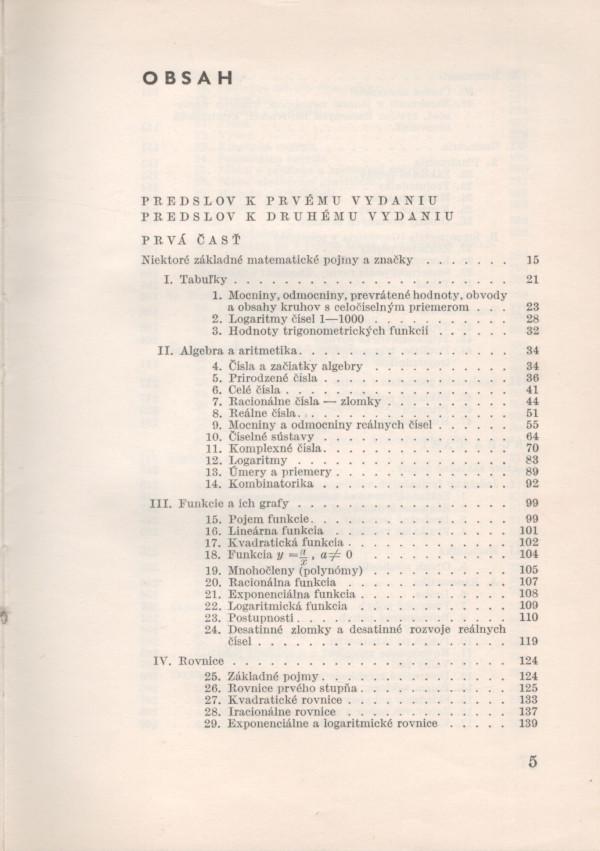 OBSAH
PREDSLOV K PRVÉMU VYDANIU
PREDSLOV K DRUHÉMU VYDANIU
PRVÁ ČASŤ
Niektoré základné matematické pojmy a značky . . . . . . . 15
I. Tabuľky . . . . . . . . . . . . . . . . . . . . 21
1. Mocniny, odmocniny, prevrátené hodnoty, obvody
a obsahy kruhov s celočíselným priemerom . . . 23
2. Logaritmy čísel 1—1000 . . . . . . . . . . . 28
3. Hodnoty trigonometrických funkcií . . . . . . 32
II. Algebra a aritmetika . . . . . . . . . . . . . . . 34
4. Čísla a začiatky algebry . . . . . . . . . . . 34
5. Prirodzené čísla . . . . . . . . . . . . . . 36
6. Celé čísla . . . . . . . . . . . . . . . . . 41
7. Racionálne čísla — zlomky . . . . . . . . . . 44
8. Reálne čísla . . . . . . . . . . . . . . . . 51
9. Mocniny a odmocniny reálnych čísel . . . . . . 55
10. Číselné sústavy . . . . . . . . . . . . . . 64
11. Komplexné čísla . . . . . . . . . . . . . . 70
12. Logaritmy . . . . . . . . . . . . . . . . 83
13. Úmery a priemery . . . . . . . . . . . . . 89
14. Kombinatorika . . . . . . . . . . . . . . 92
III. Funkcie a ich grafy . . . . . . . . . . . . . . . 99
15. Pojem funkcie . . . . . . . . . . . . . . . 99
16. Lineárna funkcia . . . . . . . . . . . . . 101
17. Kvadratická funkcia . . . . . . . . . . . . 102
18. Funkcia y = a/x, a ≠ 0 . . . . . . . . . . . 104
19. Mnohočleny (polynómy) . . . . . . . . . . . 105
20. Racionálna funkcia . . . . . . . . . . . . 107
21. Exponenciálna funkcia . . . . . . . . . . . 108
22. Logaritmická funkcia . . . . . . . . . . . . 109
23. Postupnosti . . . . . . . . . . . . . . . . 110
24. Desatinné zlomky a desatinné rozvoje reálnych
čísel . . . . . . . . . . . . . . . . . . . 119
IV. Rovnice . . . . . . . . . . . . . . . . . . . . 124
25. Základné pojmy . . . . . . . . . . . . . . 124
26. Rovnice prvého stupňa . . . . . . . . . . . 125
27. Kvadratické rovnice . . . . . . . . . . . . 133
28. Iracionálne rovnice . . . . . . . . . . . . 137
29. Exponenciálne a logaritmické rovnice . . . . . 139
5